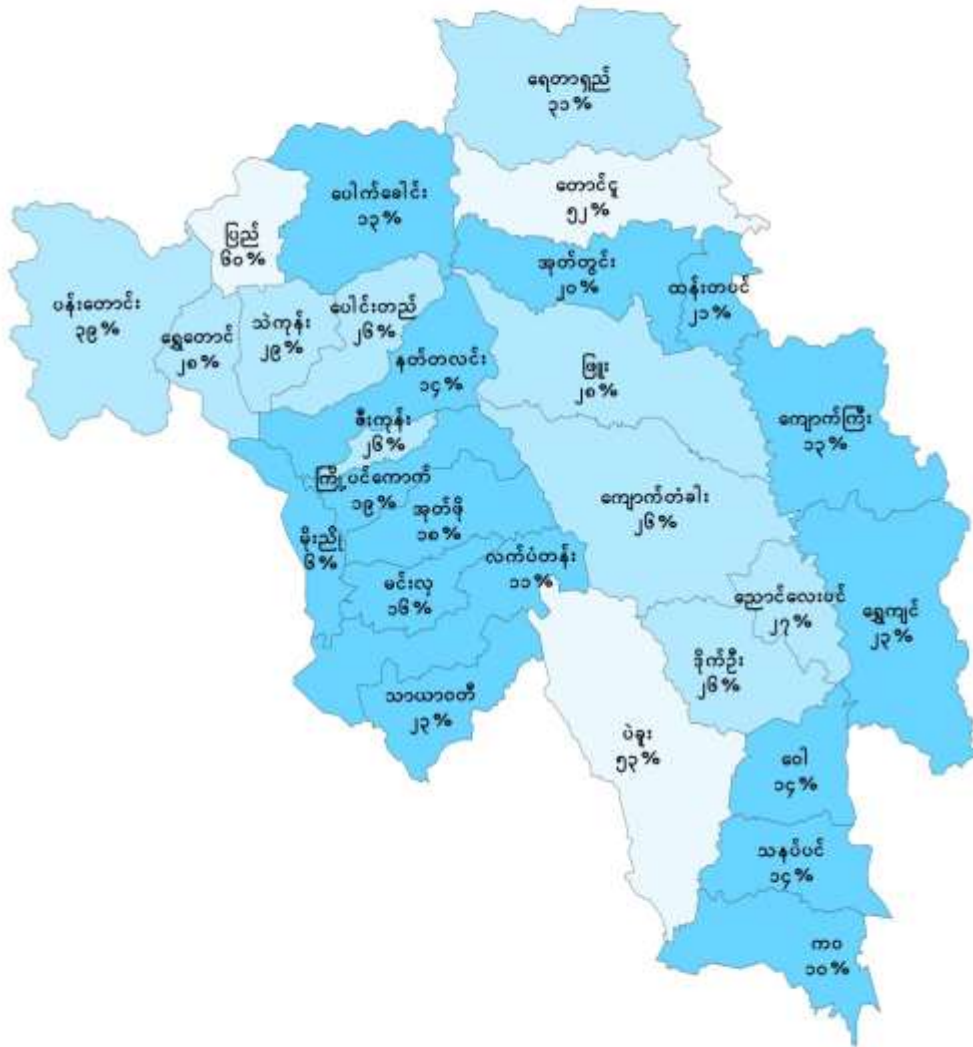 ရေတာရှည်
၃၁%
တောင်ငူ
၅၂%
ပေါက်ခေါင်း
၁၃%
ပြည်
၆၀%
အုတ်တွင်း
၂၀%
ထန်းတပင်
၂၁%
ပန်းတောင်း
၃၉%
ရွှေတောင်
၂၈%
သဲကုန်း
၂၉%
ပေါင်းတည်
၂၆%
နတ်တလင်း
၁၄%
ဖြူး
၂၈%
ကျောက်ကြီး
၁၃%
ဇီးကုန်း
၂၆%
ကြို့ပင်ကောက်
၁၉%
အုတ်ဖို
၁၈%
ကျောက်တံခါး
၂၆%
မိုးညို
၆%
လက်ပံတန်း
၁၁%
မင်းလှ
၁၆%
ညောင်လေးပင်
၂၇%
ရွှေကျင်
၂၃%
ဒိုက်ဦး
၂၆%
သာယာဝတီ
၂၃%
ပဲခူး
၅၃%
ဝေါ
၁၄%
သနပ်ပင်
၁၄%
ကဝ
၁၀%